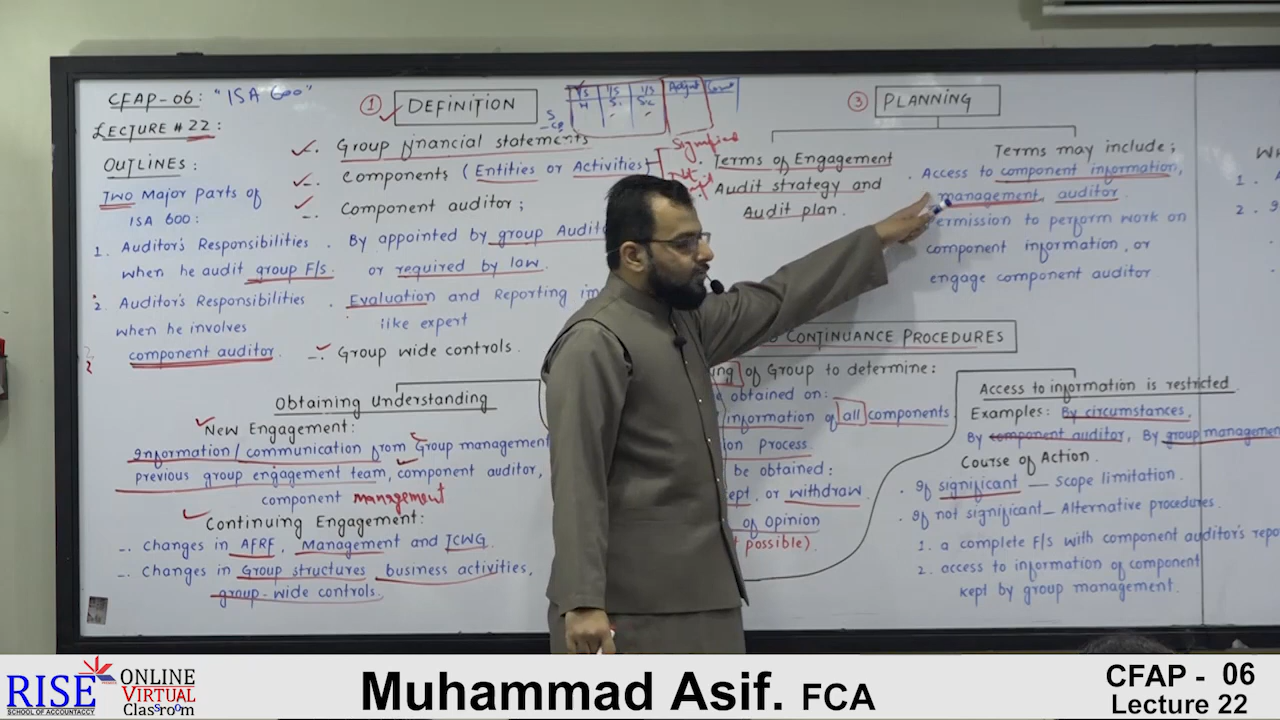 CFAP-06: "ISA 600"
LECTURE # 22:
OUTLINES:
TWO Major parts of
ISA 600:
1. Auditor's Responsibilities
when he audit group F/s.
2. Auditor's Responsibilities
when he involves
component auditor.
① DEFINITION
-. Group financial statements
-. Components (Entities or Activities)
Significant
-. Component auditor;
. By appointed by group Audit
or required by law.
. Evaluation and Reporting
like expert
-. Group wide controls.
Adjust
Obtaining Understanding
New Engagement:
information/communication from Group management
previous group engagement team, component auditor,
component management
Continuing Engagement:
-. Changes in AFRF, Management and TCWG.
-. Changes in Group structures business activities,
group-wide controls.
③ PLANNING
. Terms of Engagement
Audit strategy and
Audit plan.
Terms may include;
. Access to component information,
management, auditor
Permission to perform work on
component information, or
engage component auditor
CONTINUANCE PROCEDURES
of Group to determine:
obtained on:
information of all components
Process
be obtained:
or withdraw.
of Opinion
possible).
Access to information is restricted
Examples: By circumstances,
By component auditor, By group management
Course of Action.
. If significant — Scope limitation.
. If not significant — Alternative procedures.
1. a complete F/S with component auditor's repo
2. access to information of component
kept by group management.
1.
2.
RISE
SCHOOL OF ACCOUNTANCY
ONLINE
VIRTUAL
Classroom
Muhammad Asif. FCA
CFAP - 06
Lecture 22